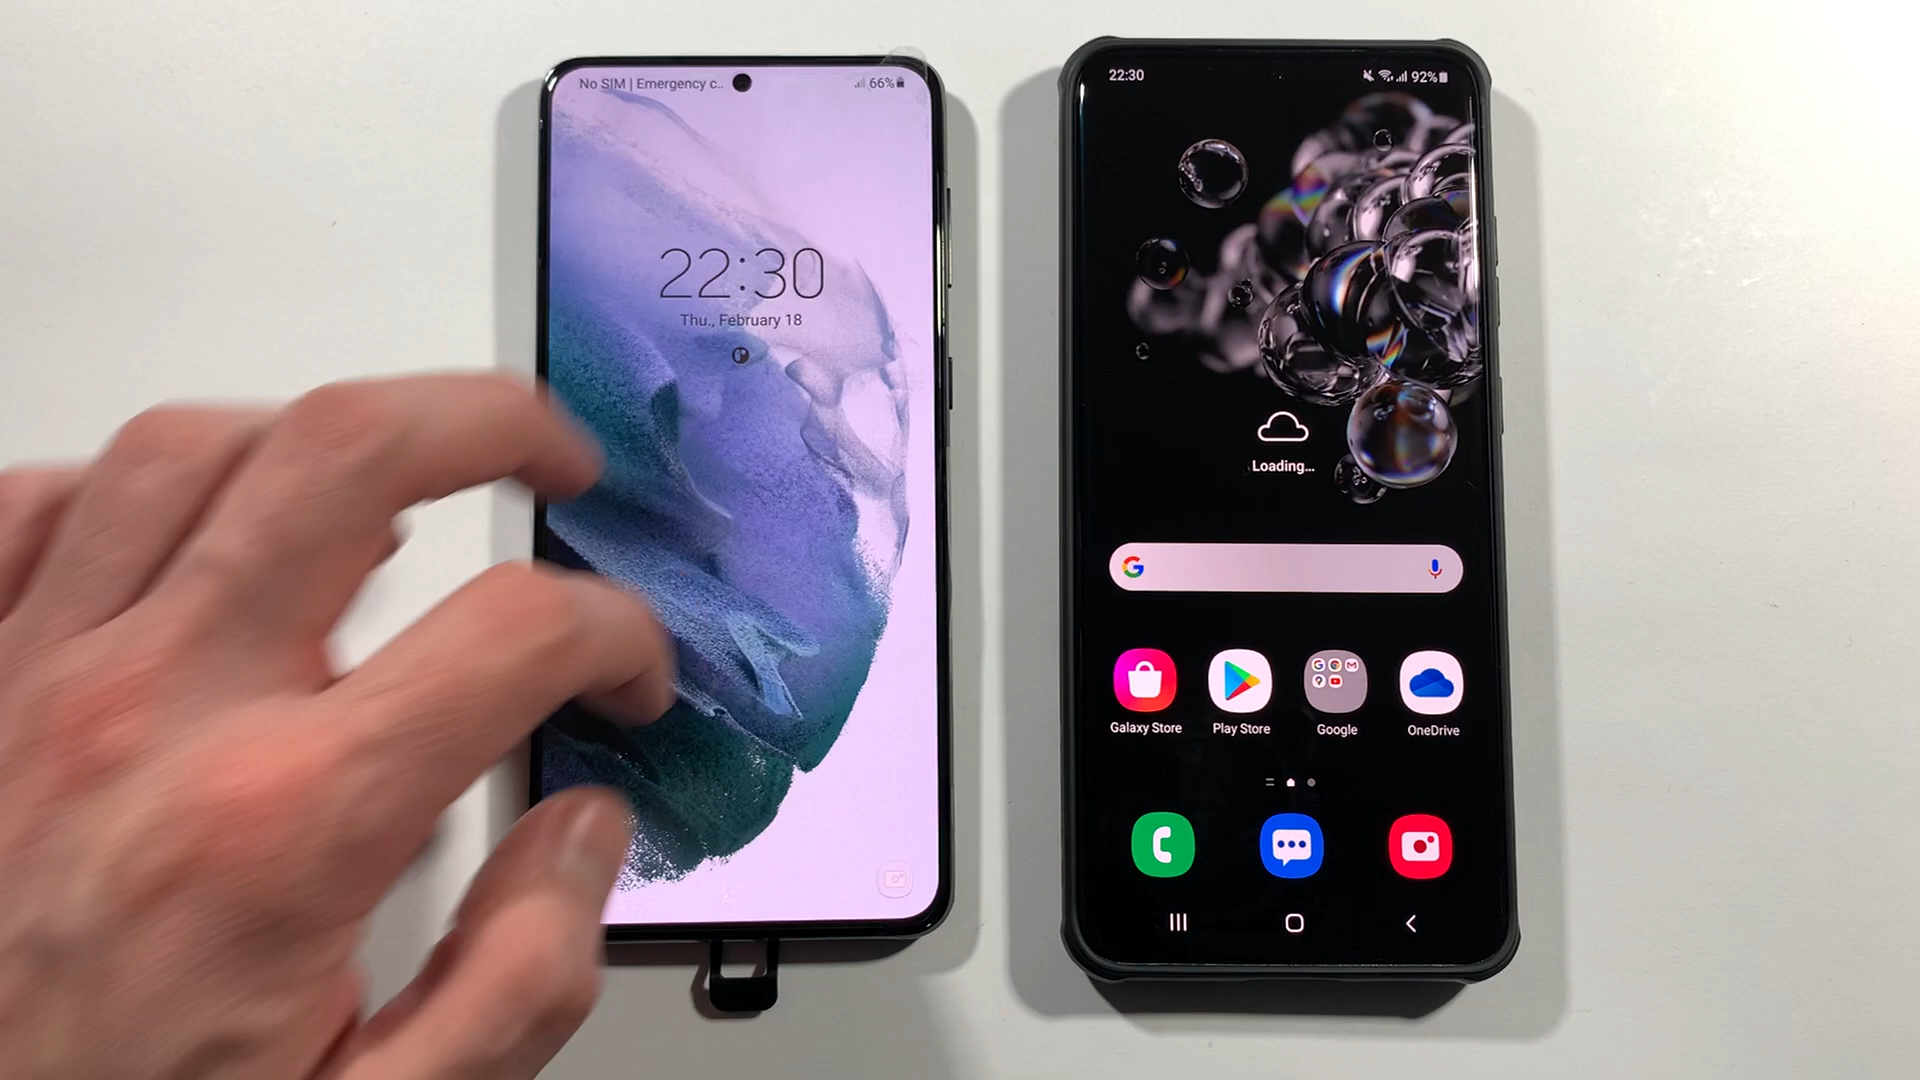 No SIM | Emergency c..
66%
22:30
Thu., February 18
22:30
92%
Loading...
G
Galaxy Store
Play Store
Google
OneDrive